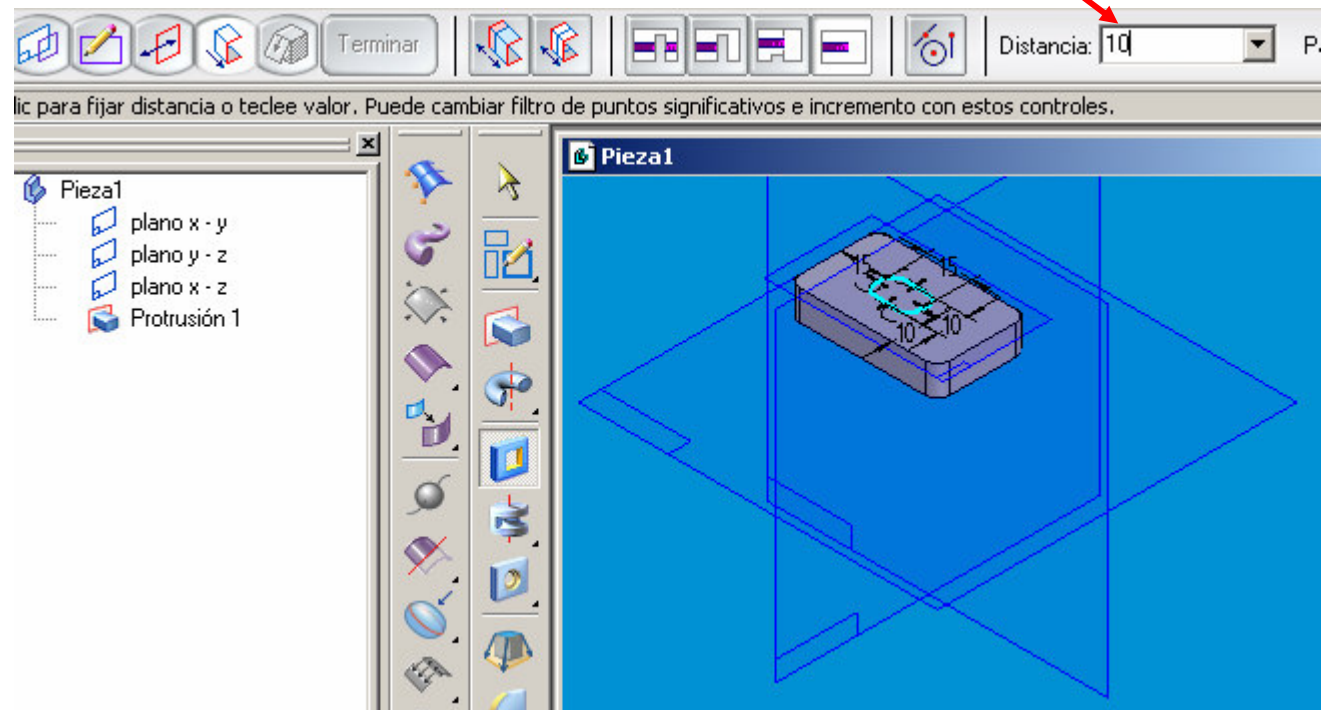 Terminar
Distancia: 10
lic para fijar distancia o teclee valor. Puede cambiar filtro de puntos significativos e incremento con estos controles.
Pieza1
Pieza1
plano x - y
plano y - z
plano x - z
Protrusión 1
15
15
10
10